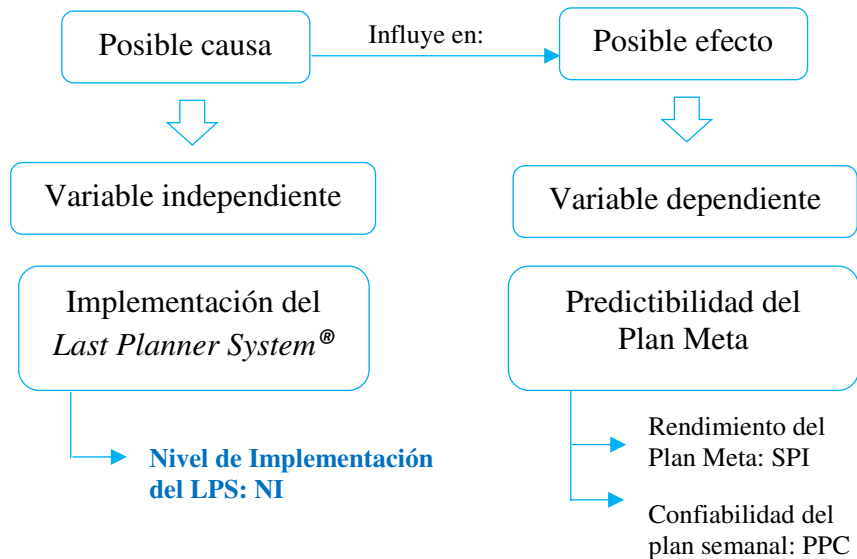 Posible causa
Influye en:
Posible efecto
Variable independiente
Variable dependiente
Implementación del
Last Planner System®
Predictibilidad del
Plan Meta
Nivel de Implementación
del LPS: NI
Rendimiento del
Plan Meta: SPI
Confiabilidad del
plan semanal: PPC